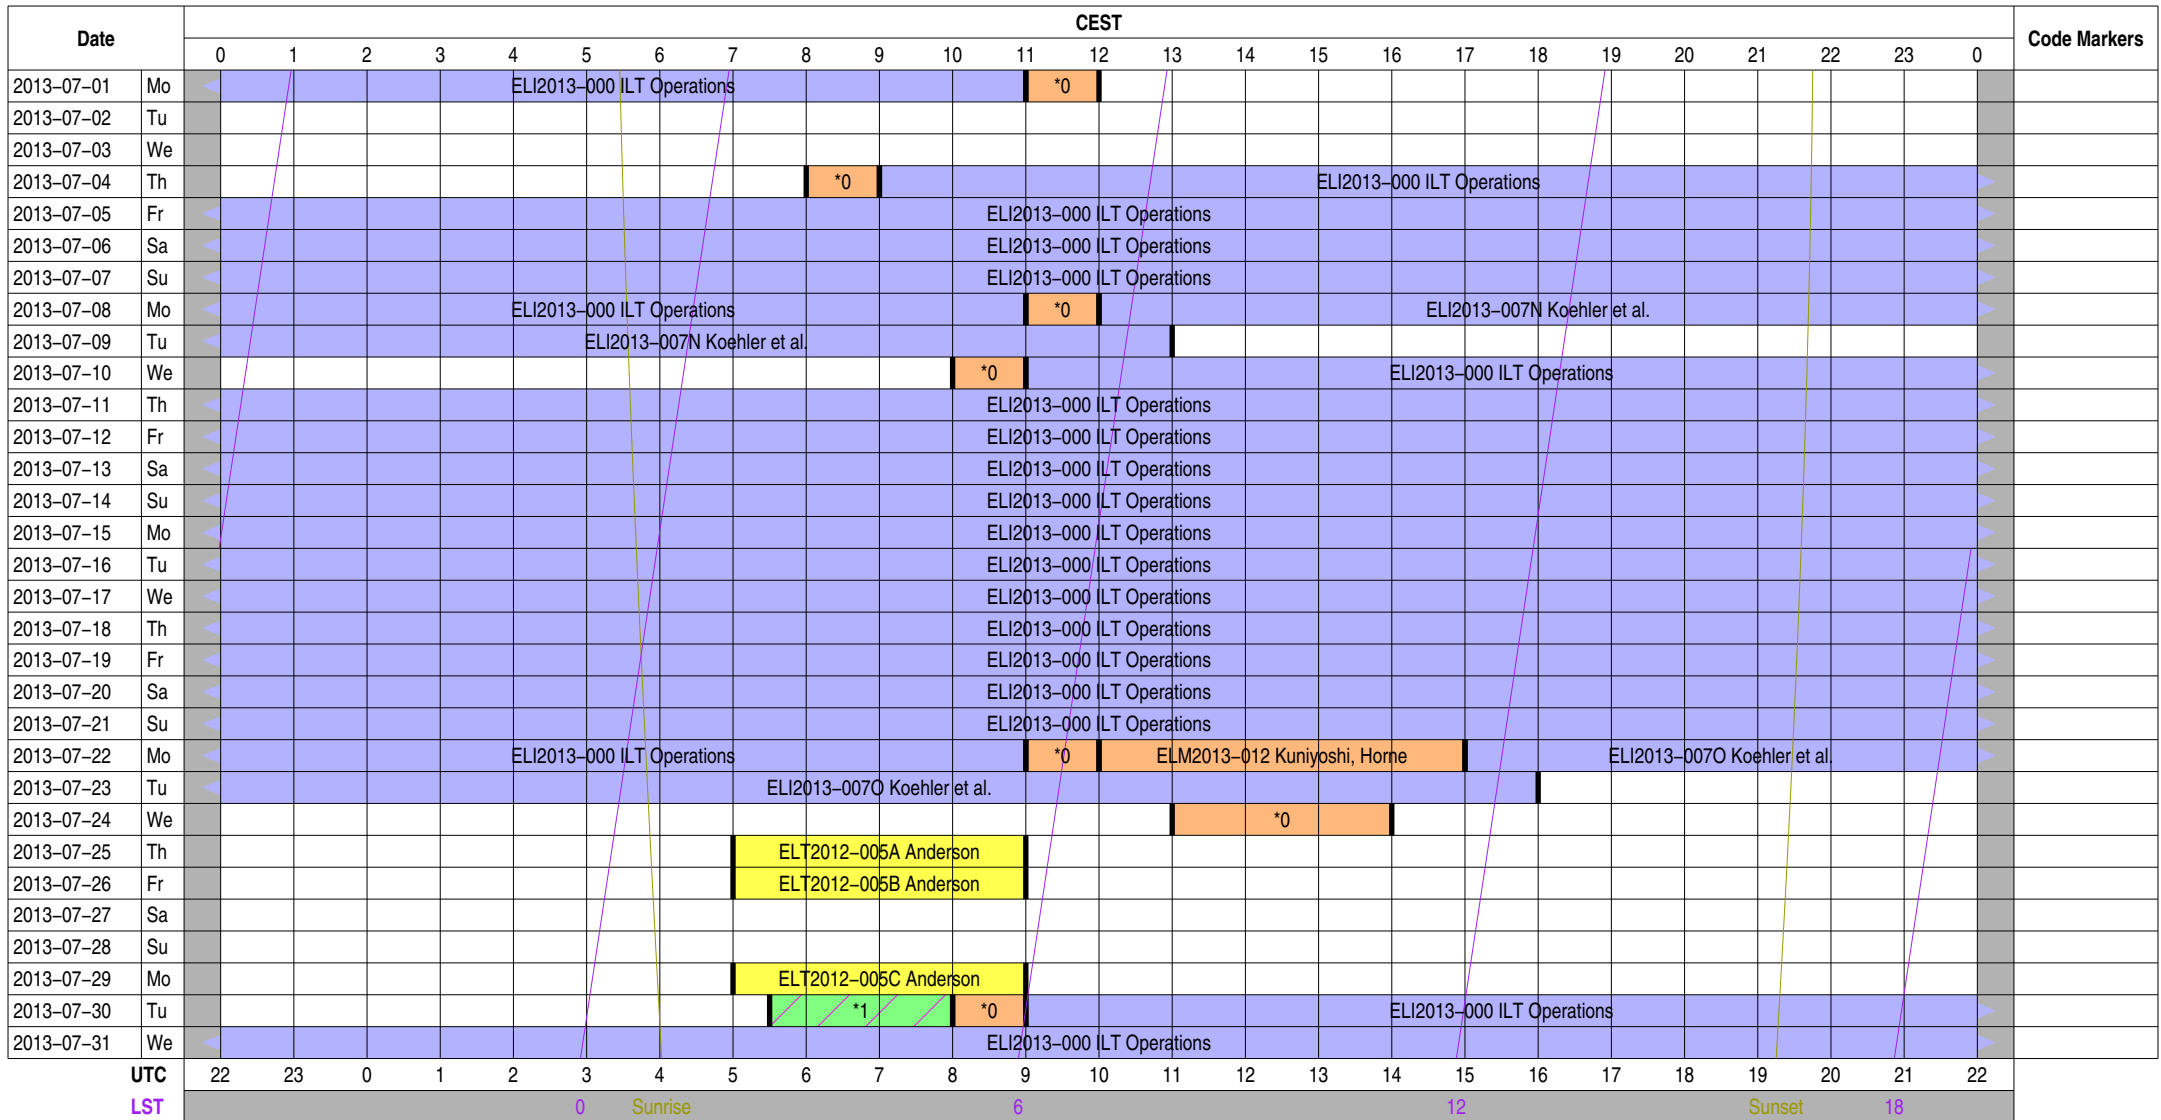 Date CEST Code Markers
0 1 2 3 4 5 6 7 8 9 10 11 12 13 14 15 16 17 18 19 20 21 22 23 0
2013-07-01 Mo ELI2013-000 ILT Operations *0
2013-07-02 Tu
2013-07-03 We
2013-07-04 Th *0 ELI2013-000 ILT Operations
2013-07-05 Fr ELI2013-000 ILT Operations
2013-07-06 Sa ELI2013-000 ILT Operations
2013-07-07 Su ELI2013-000 ILT Operations
2013-07-08 Mo ELI2013-000 ILT Operations *0 ELI2013-007N Koehler et al.
2013-07-09 Tu ELI2013-007N Koehler et al.
2013-07-10 We *0 ELI2013-000 ILT Operations
2013-07-11 Th ELI2013-000 ILT Operations
2013-07-12 Fr ELI2013-000 ILT Operations
2013-07-13 Sa ELI2013-000 ILT Operations
2013-07-14 Su ELI2013-000 ILT Operations
2013-07-15 Mo ELI2013-000 ILT Operations
2013-07-16 Tu ELI2013-000 ILT Operations
2013-07-17 We ELI2013-000 ILT Operations
2013-07-18 Th ELI2013-000 ILT Operations
2013-07-19 Fr ELI2013-000 ILT Operations
2013-07-20 Sa ELI2013-000 ILT Operations
2013-07-21 Su ELI2013-000 ILT Operations
2013-07-22 Mo ELI2013-000 ILT Operations *0 ELM2013-012 Kuniyoshi, Horne ELI2013-007O Koehler et al.
2013-07-23 Tu ELI2013-007O Koehler et al.
2013-07-24 We *0
2013-07-25 Th ELT2012-005A Anderson
2013-07-26 Fr ELT2012-005B Anderson
2013-07-27 Sa
2013-07-28 Su
2013-07-29 Mo ELT2012-005C Anderson
2013-07-30 Tu *1 *0 ELI2013-000 ILT Operations
2013-07-31 We ELI2013-000 ILT Operations
UTC 22 23 0 1 2 3 4 5 6 7 8 9 10 11 12 13 14 15 16 17 18 19 20 21 22
LST 0 Sunrise 6 12 Sunset 18